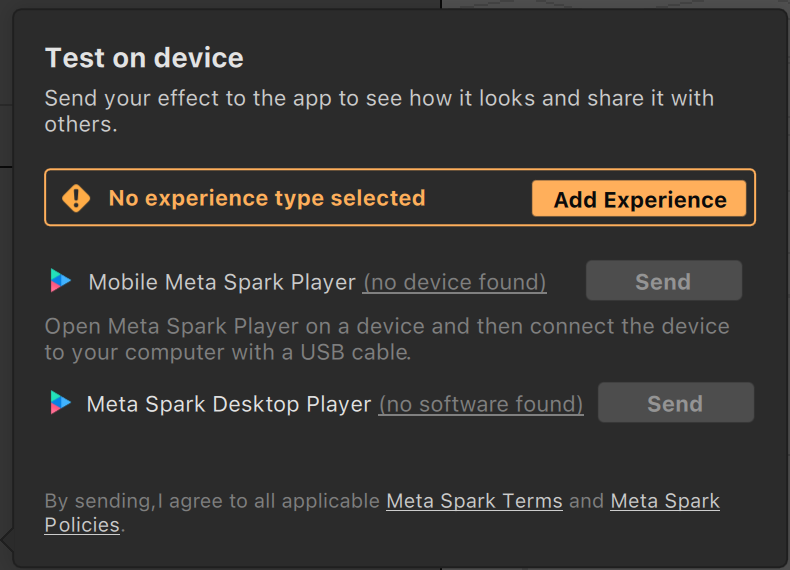 Test on device
Send your effect to the app to see how it looks and share it with
others.
No experience type selected
Add Experience
Mobile Meta Spark Player (no device found)
Send
Open Meta Spark Player on a device and then connect the device
to your computer with a USB cable.
Meta Spark Desktop Player (no software found)
Send
By sending,I agree to all applicable Meta Spark Terms and Meta Spark
Policies.